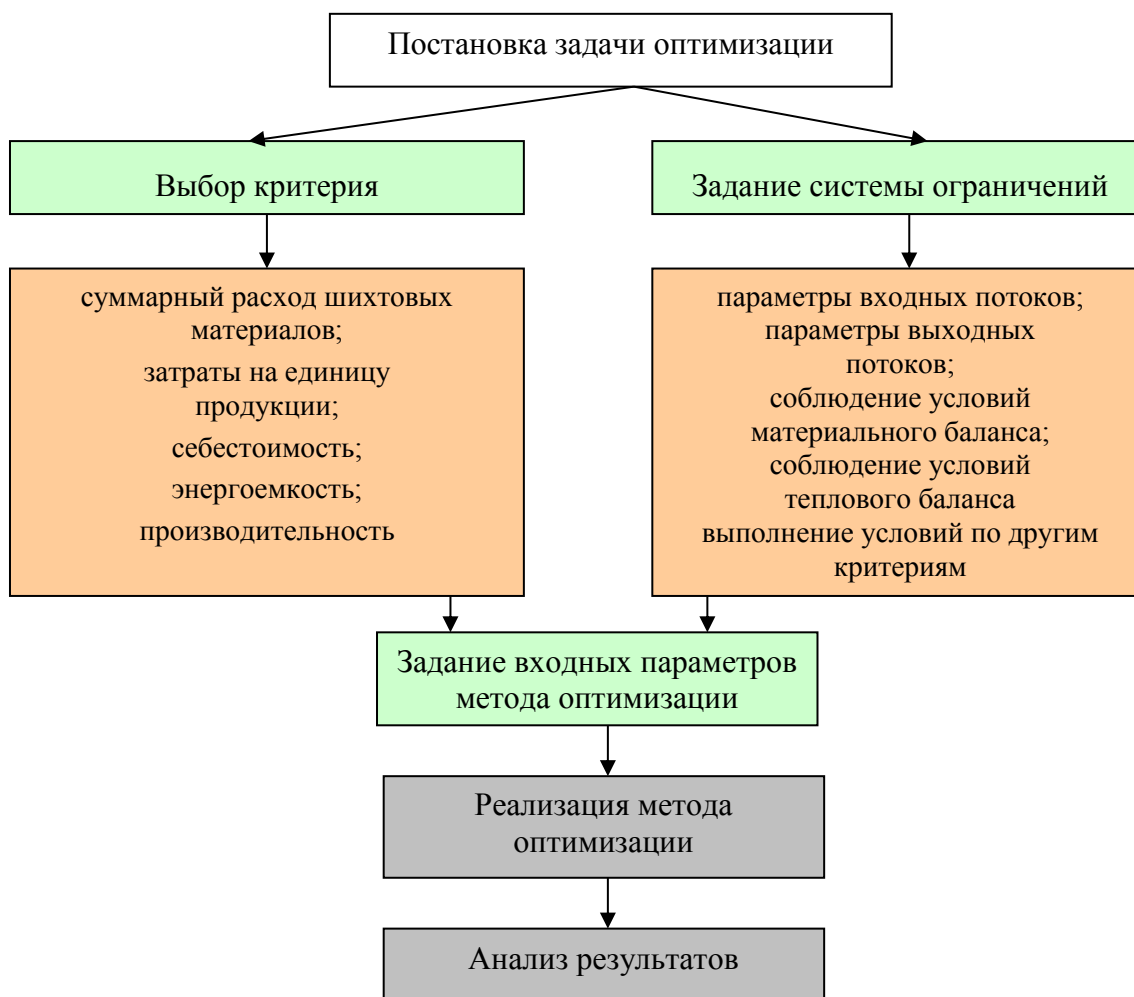 Постановка задачи оптимизации
Выбор критерия
Задание системы ограничений
суммарный расход шихтовых
материалов;
затраты на единицу
продукции;
себестоимость;
энергоемкость;
производительность
параметры входных потоков;
параметры выходных
потоков;
соблюдение условий
материального баланса;
соблюдение условий
теплового баланса
выполнение условий по другим
критериям
Задание входных параметров
метода оптимизации
Реализация метода
оптимизации
Анализ результатов